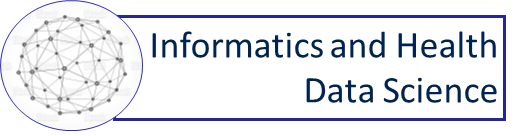 Informatics and Health
Data Science